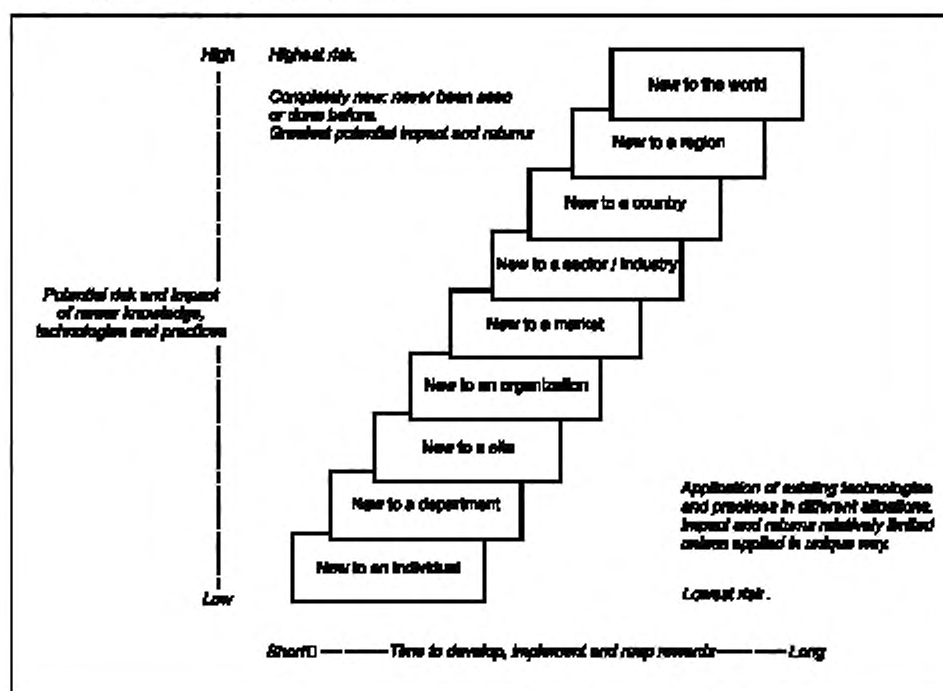 High
Highest risk.
New to the world
Completely new: never been seen
or done before.
Greatest potential impact and returns
New to a region
New to a country
New to a sector / industry
Potential risk and impact
of newer knowledge,
technologies and practices
New to a market
New to an organization
New to a site
Application of existing technologies
and practices in different situations.
Impact and returns relatively limited
unless applied in unique way.
New to a department
New to an individual
Low
Lowest risk.
Short Time to develop, implement and reap rewards Long